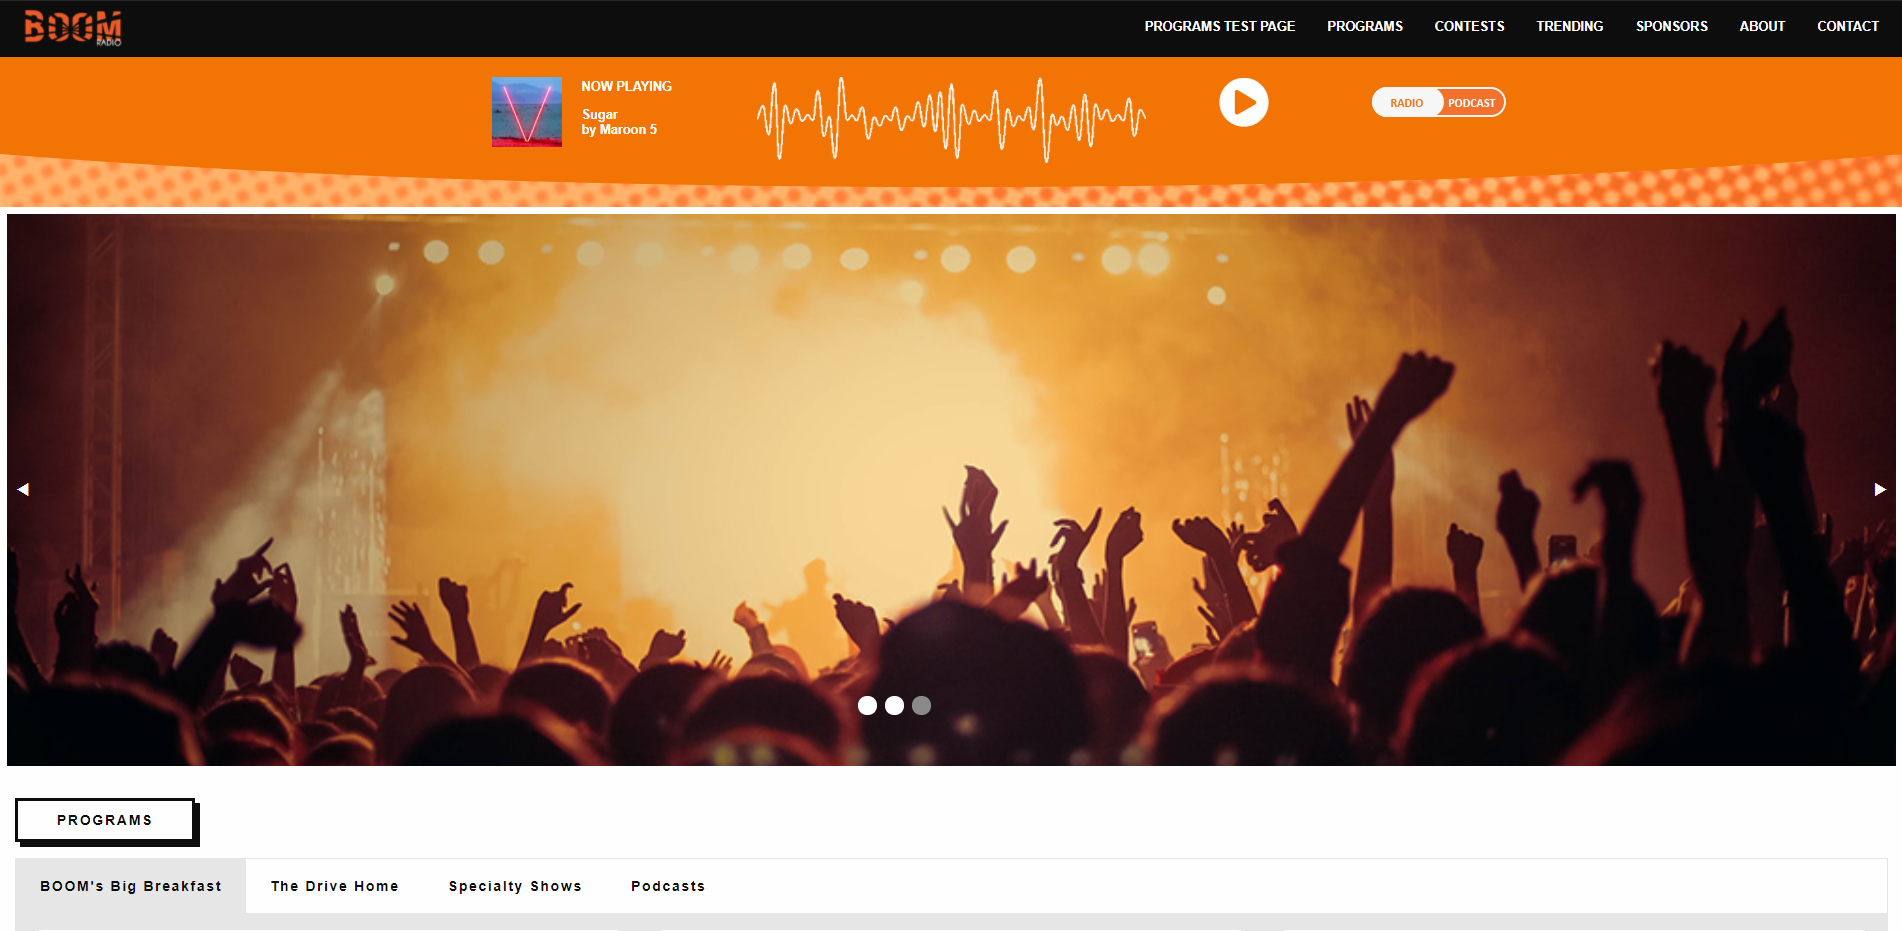 BOOM
RADIO
PROGRAMS TEST PAGE
PROGRAMS
CONTESTS
TRENDING
SPONSORS
ABOUT
CONTACT
NOW PLAYING
Sugar
by Maroon 5
RADIO
PODCAST
PROGRAMS
BOOM's Big Breakfast
The Drive Home
Specialty Shows
Podcasts